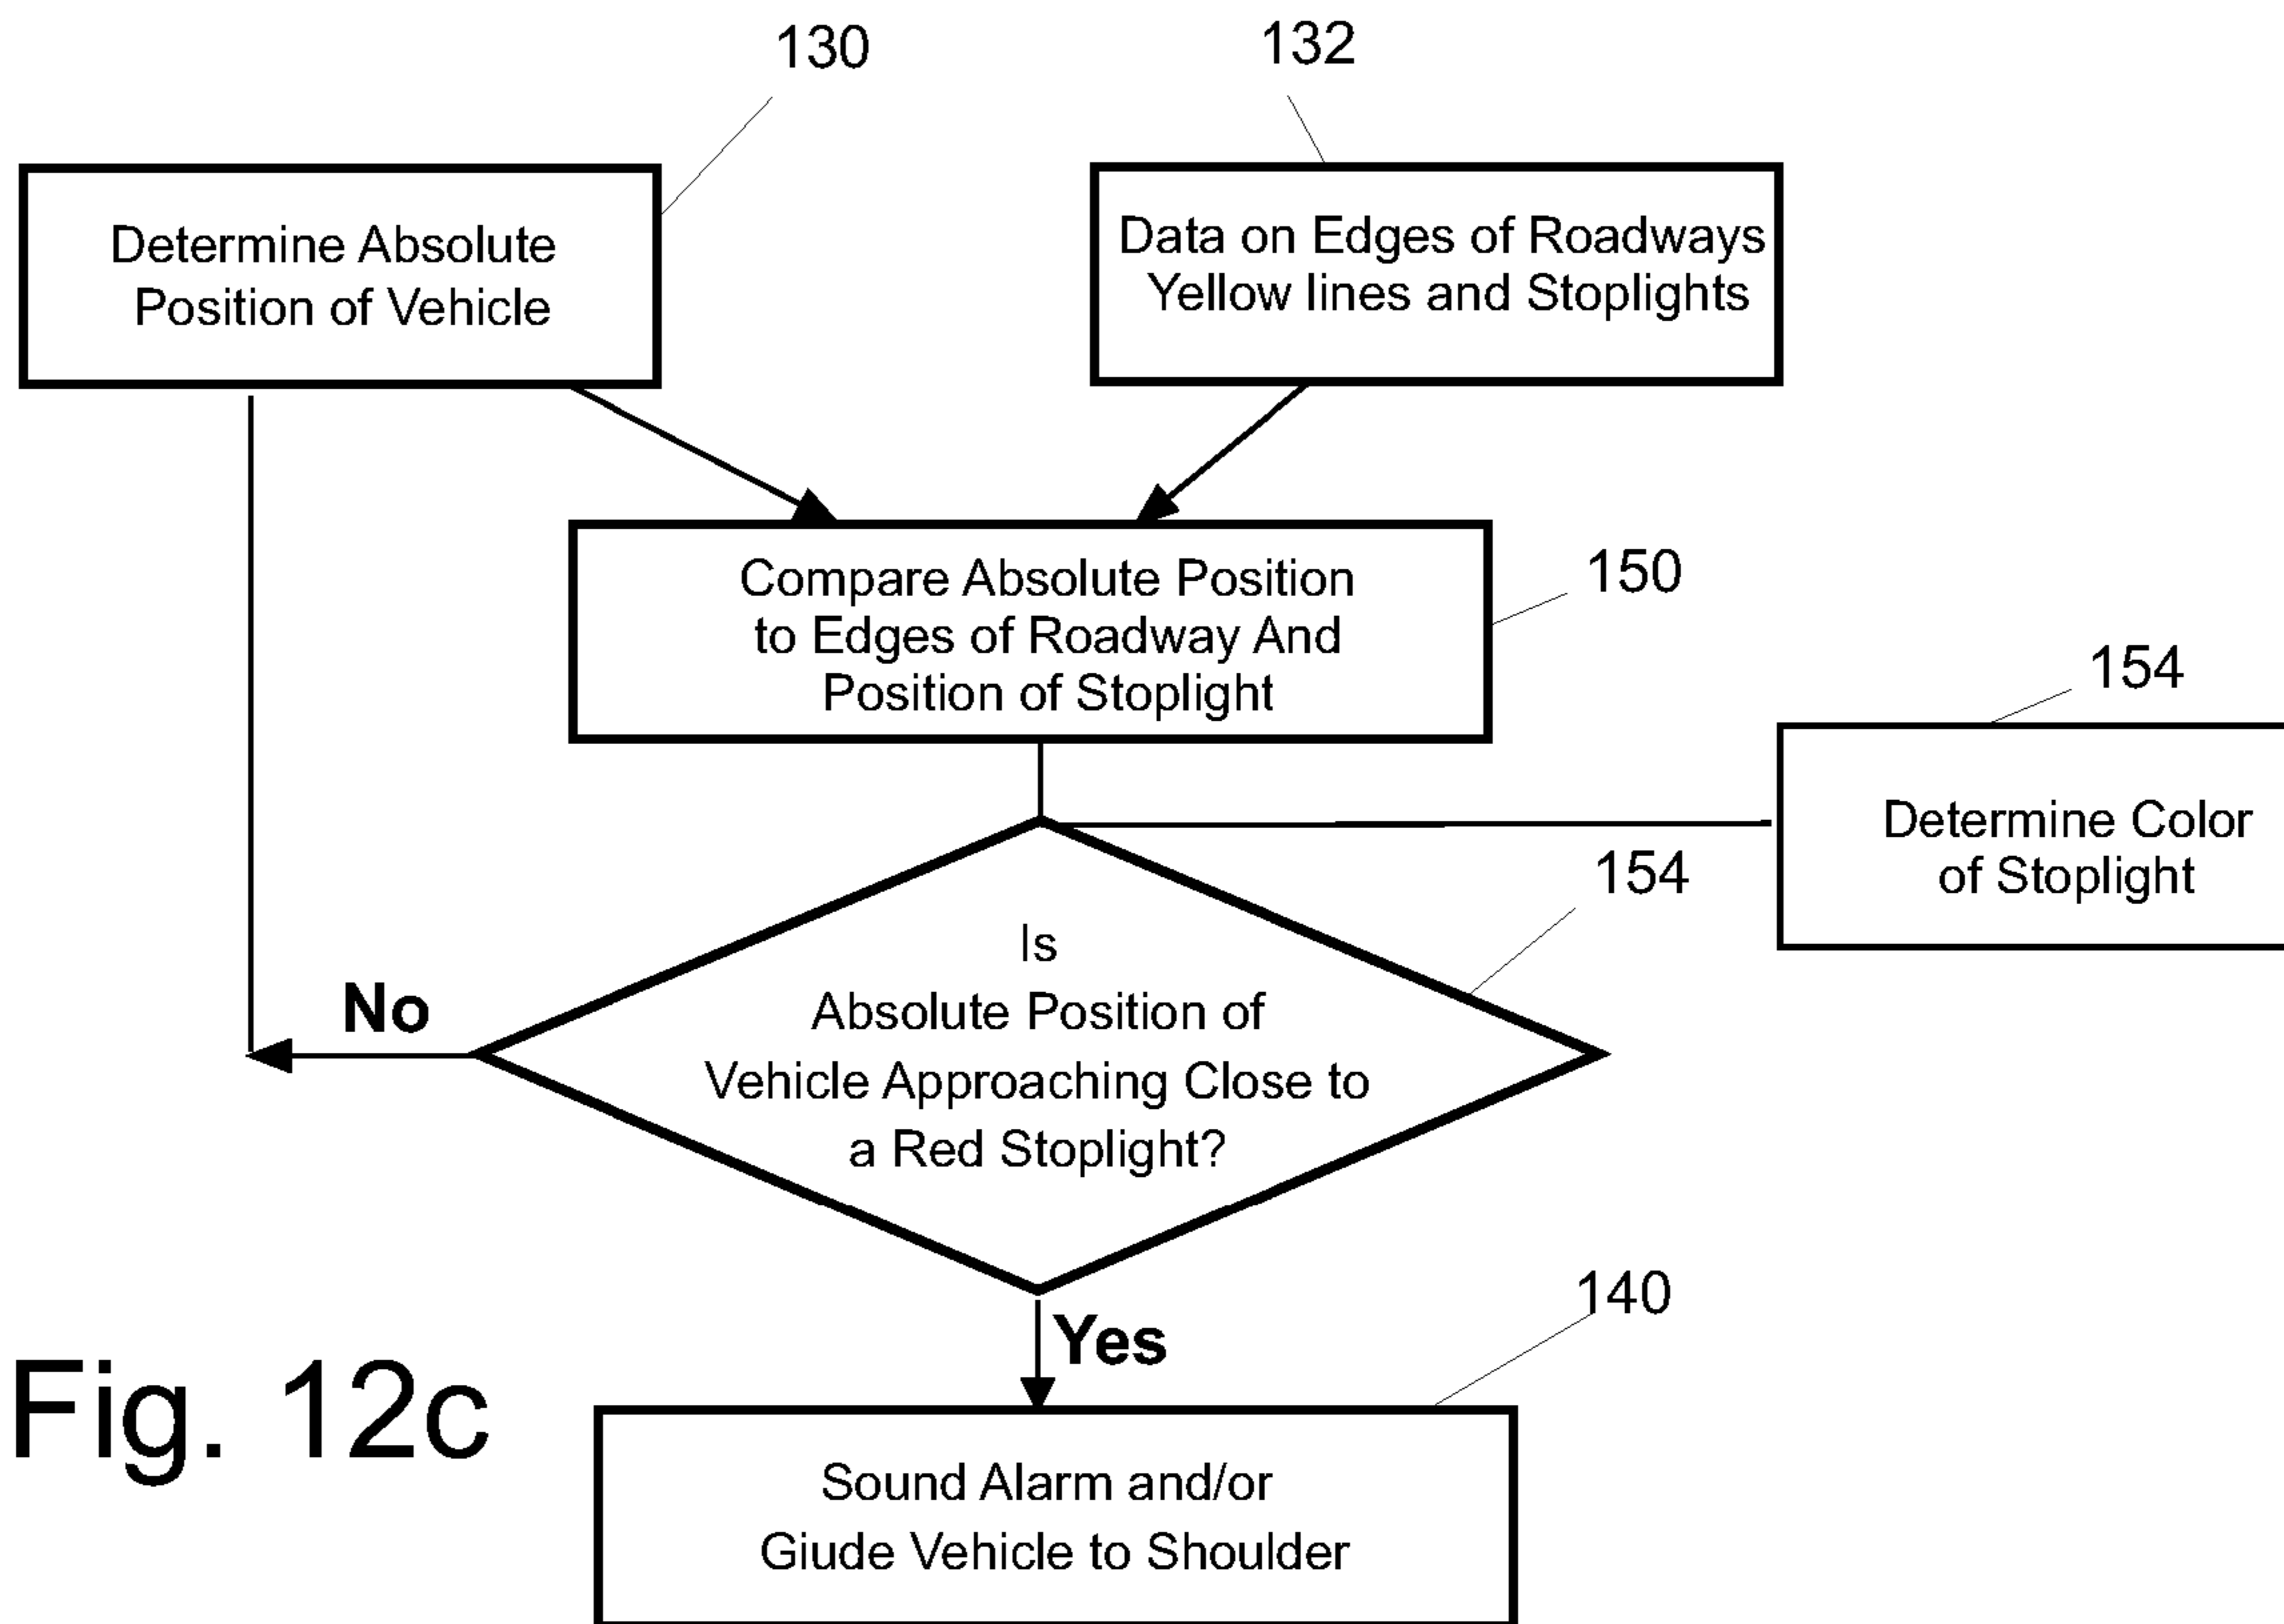 130
132
Determine Absolute
Position of Vehicle
Data on Edges of Roadways
Yellow lines and Stoplights
Compare Absolute Position
to Edges of Roadway And
Position of Stoplight
150
154
Determine Color
of Stoplight
154
Is
Absolute Position of
Vehicle Approaching Close to
a Red Stoplight?
No
Yes
140
Sound Alarm and/or
Giude Vehicle to Shoulder
Fig. 12c